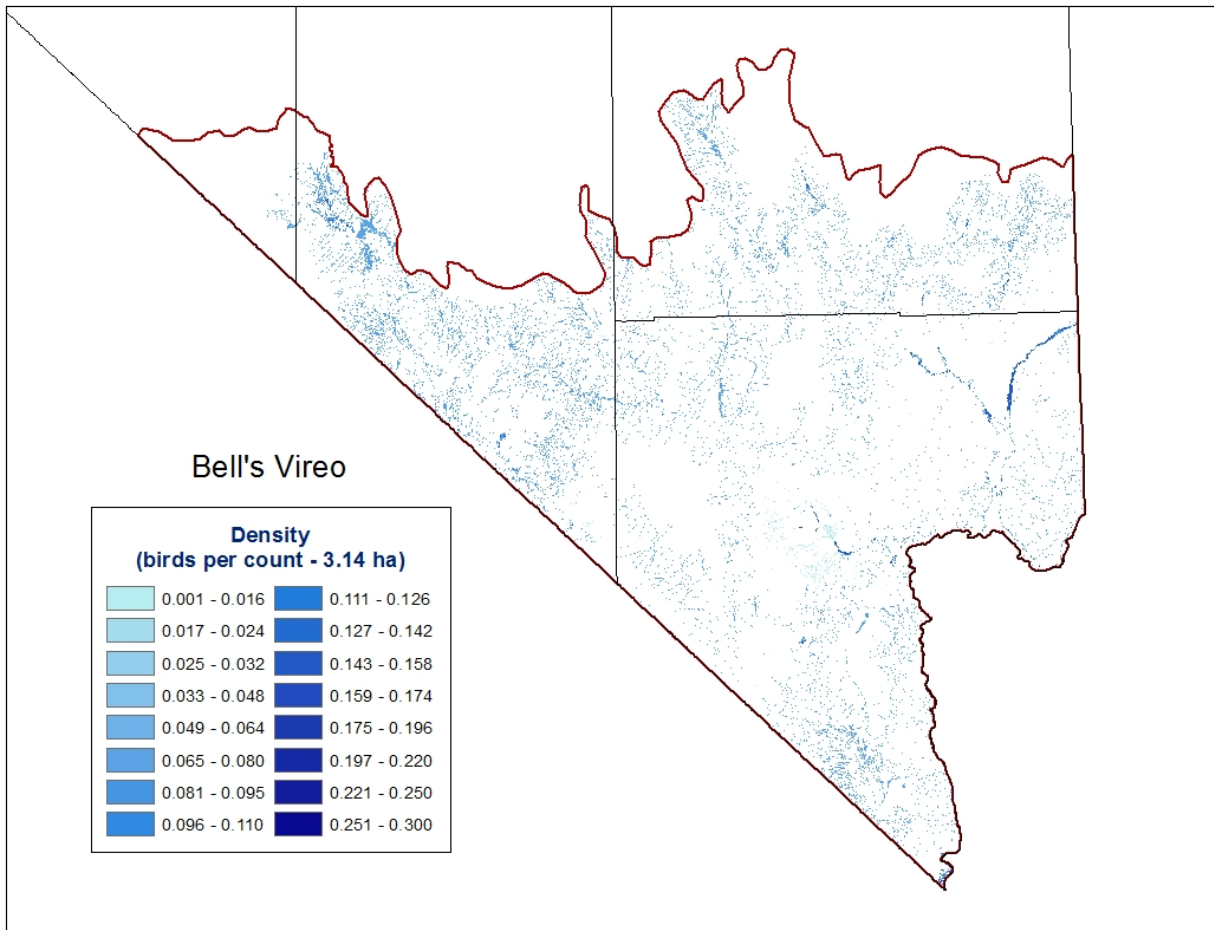 Bell's Vireo
Density
(birds per count - 3.14 ha)
0.001 - 0.016
0.017 - 0.024
0.025 - 0.032
0.033 - 0.048
0.049 - 0.064
0.065 - 0.080
0.081 - 0.095
0.096 - 0.110
0.111 - 0.126
0.127 - 0.142
0.143 - 0.158
0.159 - 0.174
0.175 - 0.196
0.197 - 0.220
0.221 - 0.250
0.251 - 0.300